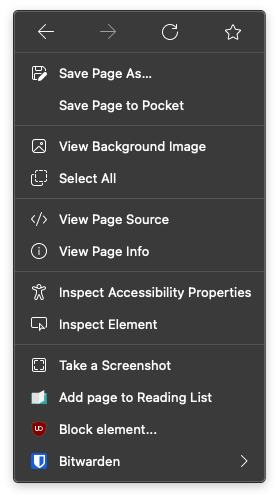 Save Page As...
Save Page to Pocket
View Background Image
Select All
View Page Source
View Page Info
Inspect Accessibility Properties
Inspect Element
Take a Screenshot
Add page to Reading List
Block element...
Bitwarden